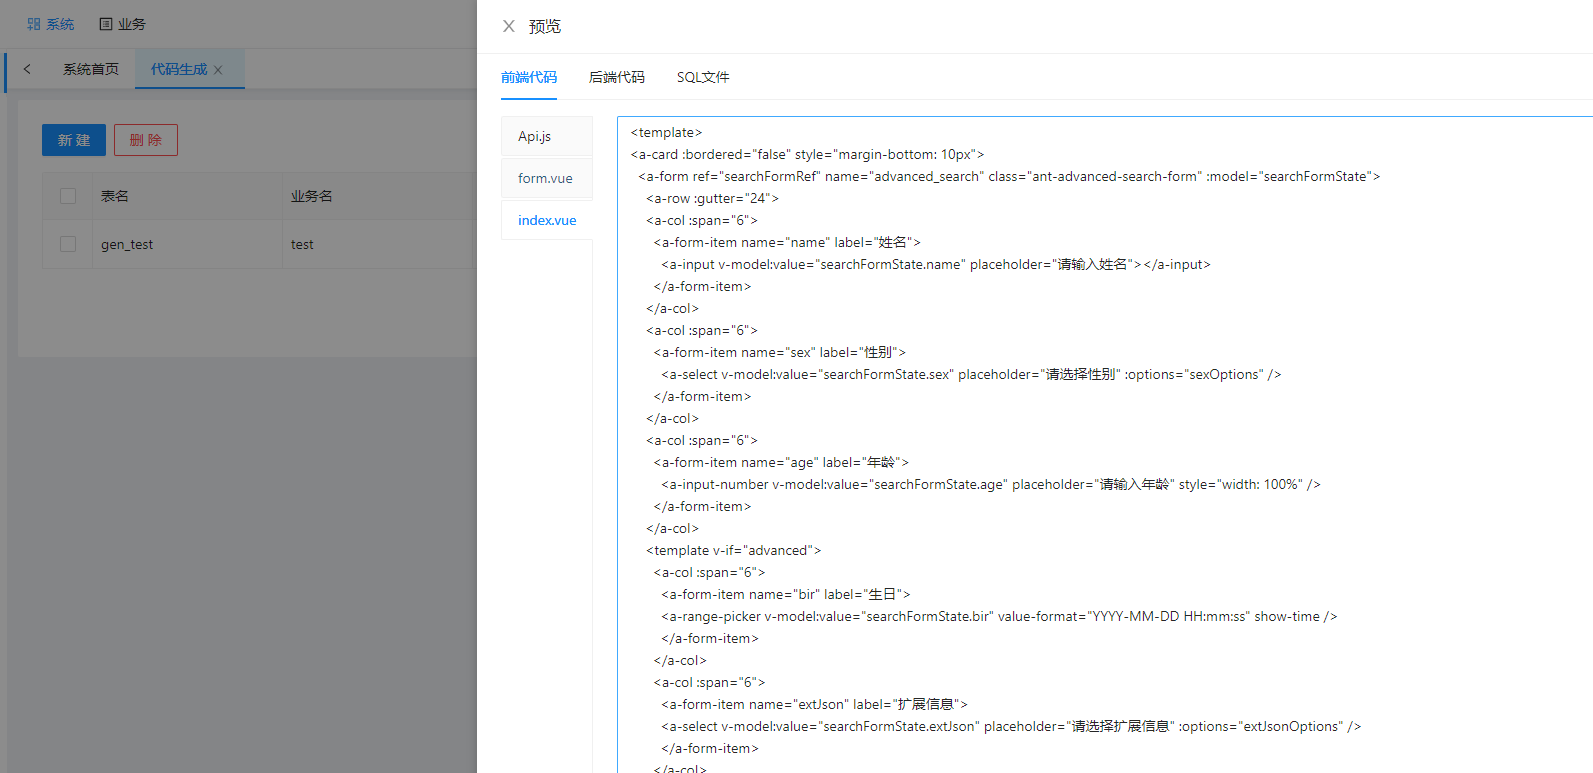 系统 业务
系统首页 代码生成
新 建 删 除
表名 业务名
gen_test test
预览
前端代码 后端代码 SQL文件
Api.js
form.vue
index.vue
<template>
<a-card :bordered="false" style="margin-bottom: 10px">
<a-form ref="searchFormRef" name="advanced_search" class="ant-advanced-search-form" :model="searchFormState">
<a-row :gutter="24">
<a-col :span="6">
<a-form-item name="name" label="姓名">
<a-input v-model:value="searchFormState.name" placeholder="请输入姓名"></a-input>
</a-form-item>
</a-col>
<a-col :span="6">
<a-form-item name="sex" label="性别">
<a-select v-model:value="searchFormState.sex" placeholder="请选择性别" :options="sexOptions" />
</a-form-item>
</a-col>
<a-col :span="6">
<a-form-item name="age" label="年龄">
<a-input-number v-model:value="searchFormState.age" placeholder="请输入年龄" style="width: 100%" />
</a-form-item>
</a-col>
<template v-if="advanced">
<a-col :span="6">
<a-form-item name="bir" label="生日">
<a-range-picker v-model:value="searchFormState.bir" value-format="YYYY-MM-DD HH:mm:ss" show-time />
</a-form-item>
</a-col>
<a-col :span="6">
<a-form-item name="extJson" label="扩展信息">
<a-select v-model:value="searchFormState.extJson" placeholder="请选择扩展信息" :options="extJsonOptions" />
</a-form-item>
</a-col>